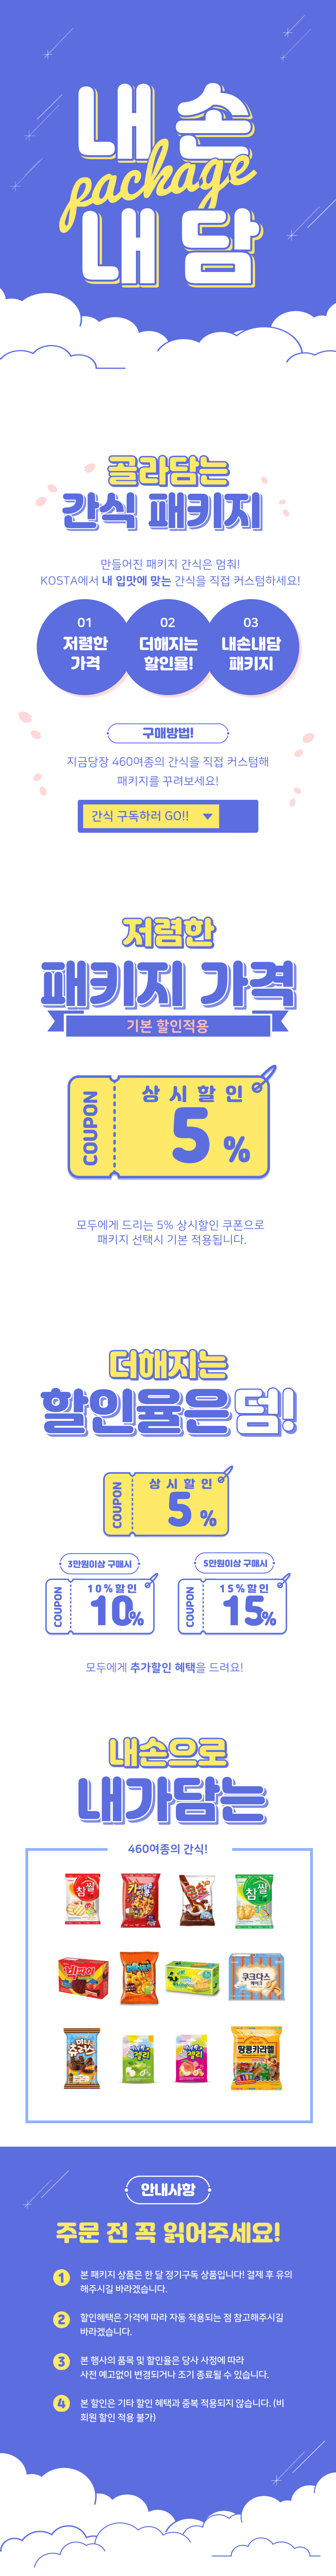 내 손
package
내 담
골라담는
간식 패키지
만들어진 패키지 간식은 멈춰!
KOSTA에서 내 입맛에 맞는 간식을 직접 커스텀하세요!
01
저렴한
가격
02
더해지는
할인율!
03
내손내담
패키지
구매방법!
지금당장 460여종의 간식을 직접 커스텀해
패키지를 꾸려보세요!
간식 구독하러 GO!!
저렴한
패키지 가격
기본 할인적용
COUPON
상시할인
5%
모두에게 드리는 5% 상시할인 쿠폰으로
패키지 선택시 기본 적용됩니다.
더해지는
할인율은 덤!
COUPON
상시할인
5%
3만원이상 구매시
COUPON
10%할인
10%
5만원이상 구매시
COUPON
15%할인
15%
모두에게 추가할인 혜택을 드려요!
내손으로
내가담는
460여종의 간식!
참쌀
참쌀
빅파이
쿠크다스
미니
츄러스
젤리
젤리
땅콩카라멜
안내사항
주문 전 꼭 읽어주세요!
1 본 패키지 상품은 한 달 정기구독 상품입니다! 결제 후 유의
해주시길 바라겠습니다.
2 할인혜택은 가격에 따라 자동 적용되는 점 참고해주시길
바라겠습니다.
3 본 행사의 품목 및 할인율은 당사 사정에 따라
사전 예고없이 변경되거나 조기 종료될 수 있습니다.
4 본 할인은 기타 할인 혜택과 중복 적용되지 않습니다. (비
회원 할인 적용 불가)